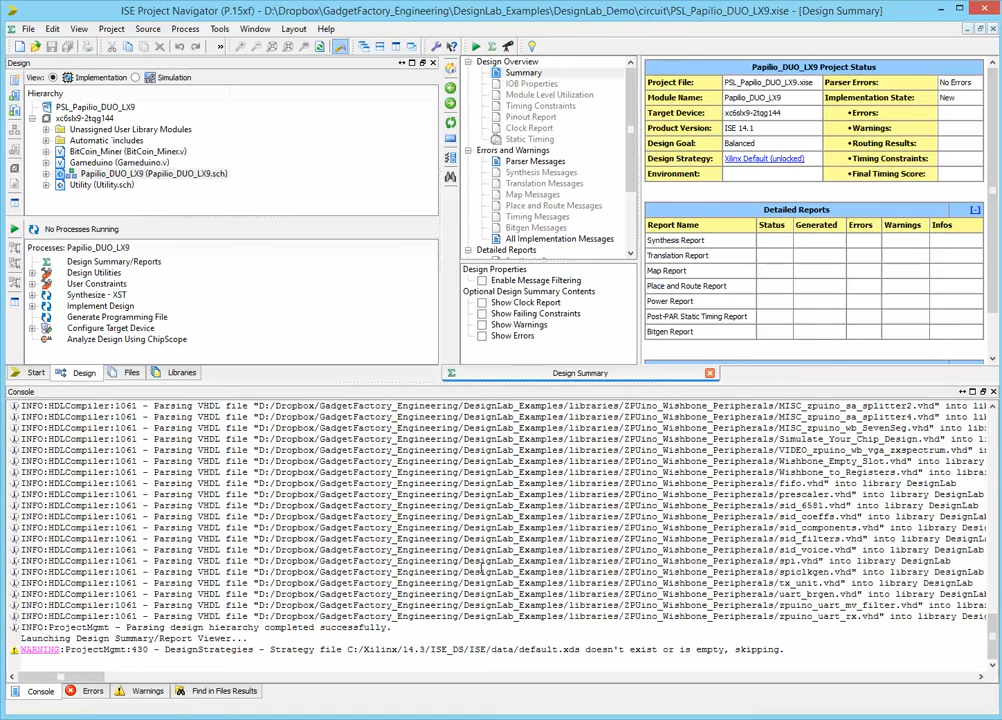 ISE Project Navigator (P.15xf) - D:\Dropbox\GadgetFactory_Engineering\DesignLab_Examples\DesignLab_Demo\circuit\PSL_Papilio_DUO_LX9.xise - [Design Summary]
File Edit View Project Source Process Tools Window Layout Help
Design
View: Implementation Simulation
Hierarchy
PSL_Papilio_DUO_LX9
xc6slx9-2tqg144
Unassigned User Library Modules
Automatic `includes
BitCoin_Miner (BitCoin_Miner.v)
Gameduino (Gameduino.v)
Papilio_DUO_LX9 (Papilio_DUO_LX9.sch)
Utility (Utility.sch)
No Processes Running
Processes: Papilio_DUO_LX9
Design Summary/Reports
Design Utilities
User Constraints
Synthesize - XST
Implement Design
Generate Programming File
Configure Target Device
Analyze Design Using ChipScope
Start Design Files Libraries
Design Overview
Summary
IOB Properties
Module Level Utilization
Timing Constraints
Pinout Report
Clock Report
Static Timing
Errors and Warnings
Parser Messages
Synthesis Messages
Translation Messages
Map Messages
Place and Route Messages
Timing Messages
Bitgen Messages
All Implementation Messages
Detailed Reports
Design Properties
Enable Message Filtering
Optional Design Summary Contents
Show Clock Report
Show Failing Constraints
Show Warnings
Show Errors
Design Summary
Papilio_DUO_LX9 Project Status
Project File: PSL_Papilio_DUO_LX9.xise Parser Errors: No Errors
Module Name: Papilio_DUO_LX9 Implementation State: New
Target Device: xc6slx9-2tqg144 •Errors:
Product Version: ISE 14.1 •Warnings:
Design Goal: Balanced •Routing Results:
Design Strategy: Xilinx Default (unlocked) •Timing Constraints:
Environment: •Final Timing Score:
Detailed Reports [-]
Report Name Status Generated Errors Warnings Infos
Synthesis Report
Translation Report
Map Report
Place and Route Report
Power Report
Post-PAR Static Timing Report
Bitgen Report
Console
INFO:HDLCompiler:1061 - Parsing VHDL file "D:/Dropbox/GadgetFactory_Engineering/DesignLab_Examples/libraries/ZPUino_Wishbone_Peripherals/MISC_zpuino_sa_splitter2.vhd" into li
INFO:HDLCompiler:1061 - Parsing VHDL file "D:/Dropbox/GadgetFactory_Engineering/DesignLab_Examples/libraries/ZPUino_Wishbone_Peripherals/MISC_zpuino_sa_splitter4.vhd" into li
INFO:HDLCompiler:1061 - Parsing VHDL file "D:/Dropbox/GadgetFactory_Engineering/DesignLab_Examples/libraries/ZPUino_Wishbone_Peripherals/MISC_zpuino_wb_SevenSeg.vhd" into lib
INFO:HDLCompiler:1061 - Parsing VHDL file "D:/Dropbox/GadgetFactory_Engineering/DesignLab_Examples/libraries/ZPUino_Wishbone_Peripherals/Simulate_Your_Chip_Design.vhd" into l
INFO:HDLCompiler:1061 - Parsing VHDL file "D:/Dropbox/GadgetFactory_Engineering/DesignLab_Examples/libraries/ZPUino_Wishbone_Peripherals/VIDEO_zpuino_wb_vga_zxspectrum.vhd" i
INFO:HDLCompiler:1061 - Parsing VHDL file "D:/Dropbox/GadgetFactory_Engineering/DesignLab_Examples/libraries/ZPUino_Wishbone_Peripherals/Wishbone_Empty_Slot.vhd" into library
INFO:HDLCompiler:1061 - Parsing VHDL file "D:/Dropbox/GadgetFactory_Engineering/DesignLab_Examples/libraries/ZPUino_Wishbone_Peripherals/Wishbone_to_Registers.vhd" into libra
INFO:HDLCompiler:1061 - Parsing VHDL file "D:/Dropbox/GadgetFactory_Engineering/DesignLab_Examples/libraries/ZPUino_Wishbone_Peripherals/fifo.vhd" into library DesignLab
INFO:HDLCompiler:1061 - Parsing VHDL file "D:/Dropbox/GadgetFactory_Engineering/DesignLab_Examples/libraries/ZPUino_Wishbone_Peripherals/prescaler.vhd" into library DesignLab
INFO:HDLCompiler:1061 - Parsing VHDL file "D:/Dropbox/GadgetFactory_Engineering/DesignLab_Examples/libraries/ZPUino_Wishbone_Peripherals/sid_6581.vhd" into library DesignLab
INFO:HDLCompiler:1061 - Parsing VHDL file "D:/Dropbox/GadgetFactory_Engineering/DesignLab_Examples/libraries/ZPUino_Wishbone_Peripherals/sid_coeffs.vhd" into library DesignLa
INFO:HDLCompiler:1061 - Parsing VHDL file "D:/Dropbox/GadgetFactory_Engineering/DesignLab_Examples/libraries/ZPUino_Wishbone_Peripherals/sid_components.vhd" into library Desi
INFO:HDLCompiler:1061 - Parsing VHDL file "D:/Dropbox/GadgetFactory_Engineering/DesignLab_Examples/libraries/ZPUino_Wishbone_Peripherals/sid_filters.vhd" into library DesignL
INFO:HDLCompiler:1061 - Parsing VHDL file "D:/Dropbox/GadgetFactory_Engineering/DesignLab_Examples/libraries/ZPUino_Wishbone_Peripherals/sid_voice.vhd" into library DesignLab
INFO:HDLCompiler:1061 - Parsing VHDL file "D:/Dropbox/GadgetFactory_Engineering/DesignLab_Examples/libraries/ZPUino_Wishbone_Peripherals/spi.vhd" into library DesignLab
INFO:HDLCompiler:1061 - Parsing VHDL file "D:/Dropbox/GadgetFactory_Engineering/DesignLab_Examples/libraries/ZPUino_Wishbone_Peripherals/spiclkgen.vhd" into library DesignLab
INFO:HDLCompiler:1061 - Parsing VHDL file "D:/Dropbox/GadgetFactory_Engineering/DesignLab_Examples/libraries/ZPUino_Wishbone_Peripherals/tx_unit.vhd" into library DesignLab
INFO:HDLCompiler:1061 - Parsing VHDL file "D:/Dropbox/GadgetFactory_Engineering/DesignLab_Examples/libraries/ZPUino_Wishbone_Peripherals/uart_brgen.vhd" into library DesignLa
INFO:HDLCompiler:1061 - Parsing VHDL file "D:/Dropbox/GadgetFactory_Engineering/DesignLab_Examples/libraries/ZPUino_Wishbone_Peripherals/uart_mv_filter.vhd" into library Desi
INFO:HDLCompiler:1061 - Parsing VHDL file "D:/Dropbox/GadgetFactory_Engineering/DesignLab_Examples/libraries/ZPUino_Wishbone_Peripherals/zpuino_uart_rx.vhd" into library Desi
INFO:ProjectMgmt - Parsing design hierarchy completed successfully.
Launching Design Summary/Report Viewer...
WARNING:ProjectMgmt:430 - DesignStrategies - Strategy file C:/Xilinx/14.3/ISE_DS/ISE/data/default.xds doesn't exist or is empty, skipping.
Console Errors Warnings Find in Files Results